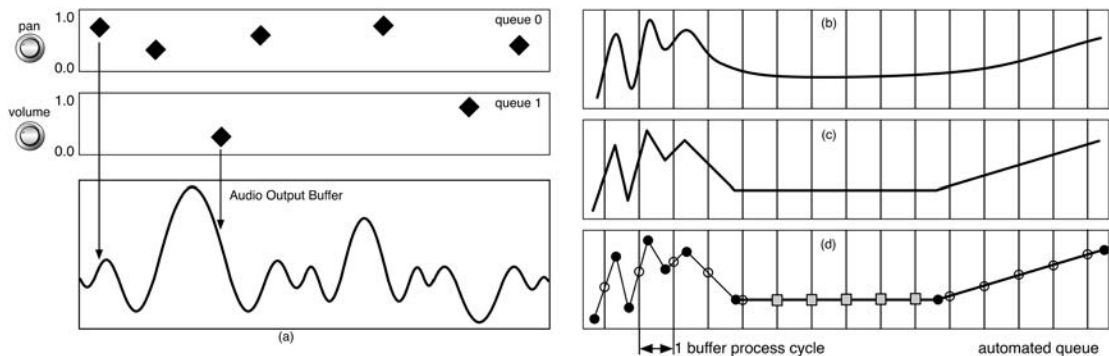 pan
1.0
0.0
queue 0
volume
1.0
0.0
queue 1
Audio Output Buffer
(a)
(b)
(c)
(d)
1 buffer process cycle
automated queue